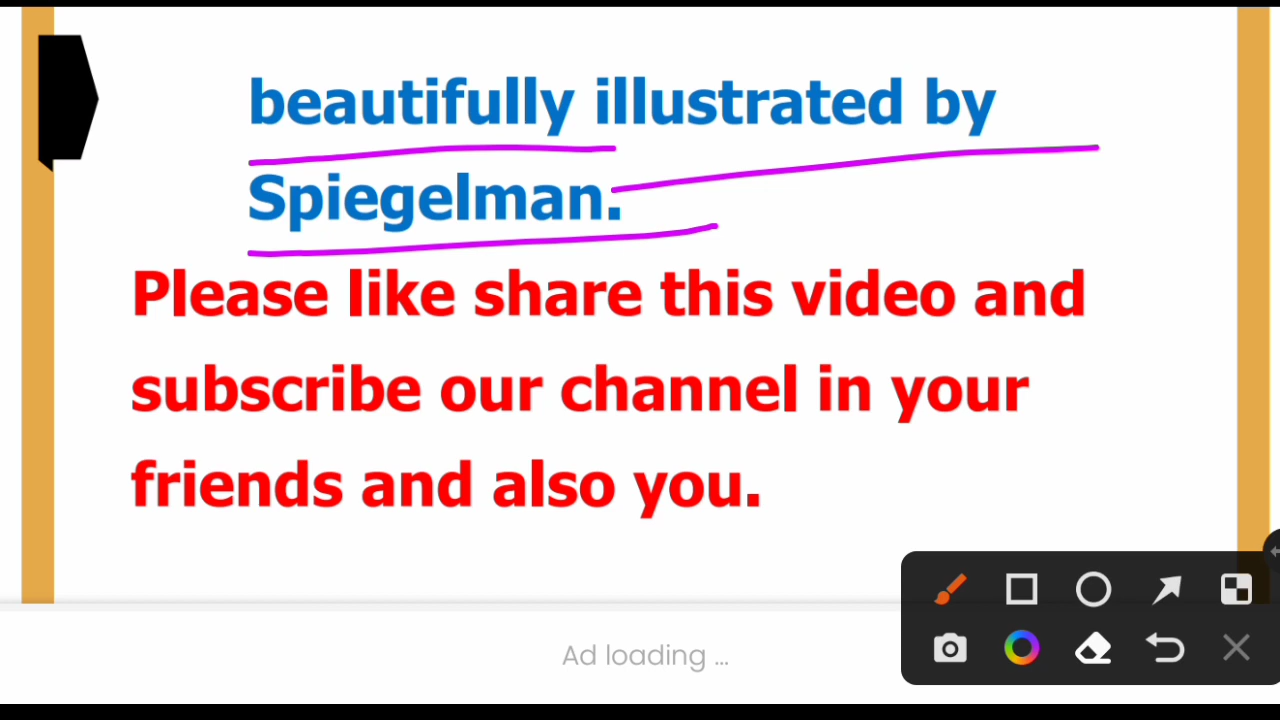 beautifully illustrated by
Spiegelman.
Please like share this video and
subscribe our channel in your
friends and also you.
Ad loading ...